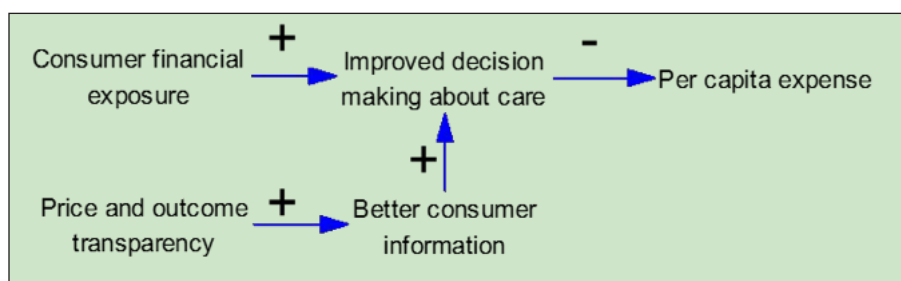 Consumer financial
exposure
+
Improved decision
making about care
-
Per capita expense
+
Price and outcome
transparency
+
Better consumer
information